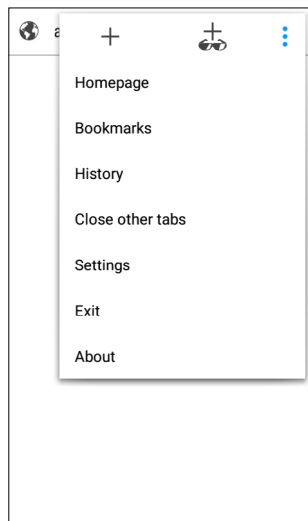 a
Homepage
Bookmarks
History
Close other tabs
Settings
Exit
About